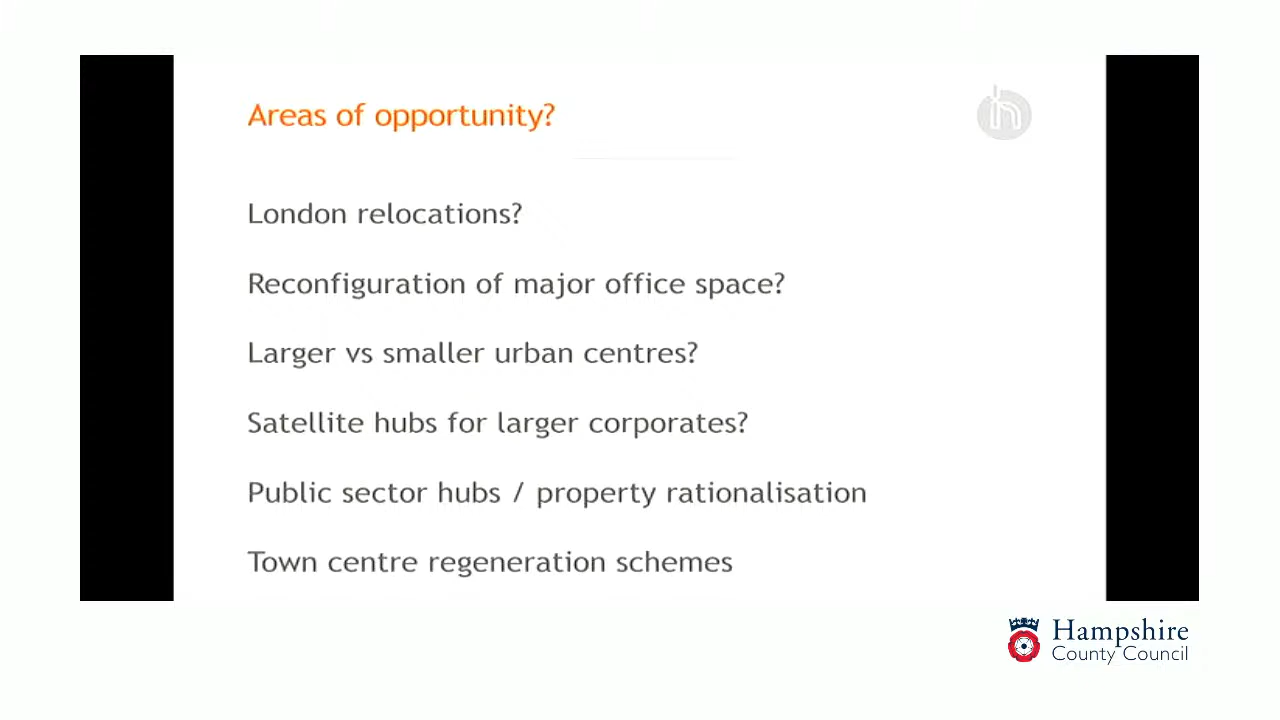 Areas of opportunity?
London relocations?
Reconfiguration of major office space?
Larger vs smaller urban centres?
Satellite hubs for larger corporates?
Public sector hubs / property rationalisation
Town centre regeneration schemes
Hampshire
County Council